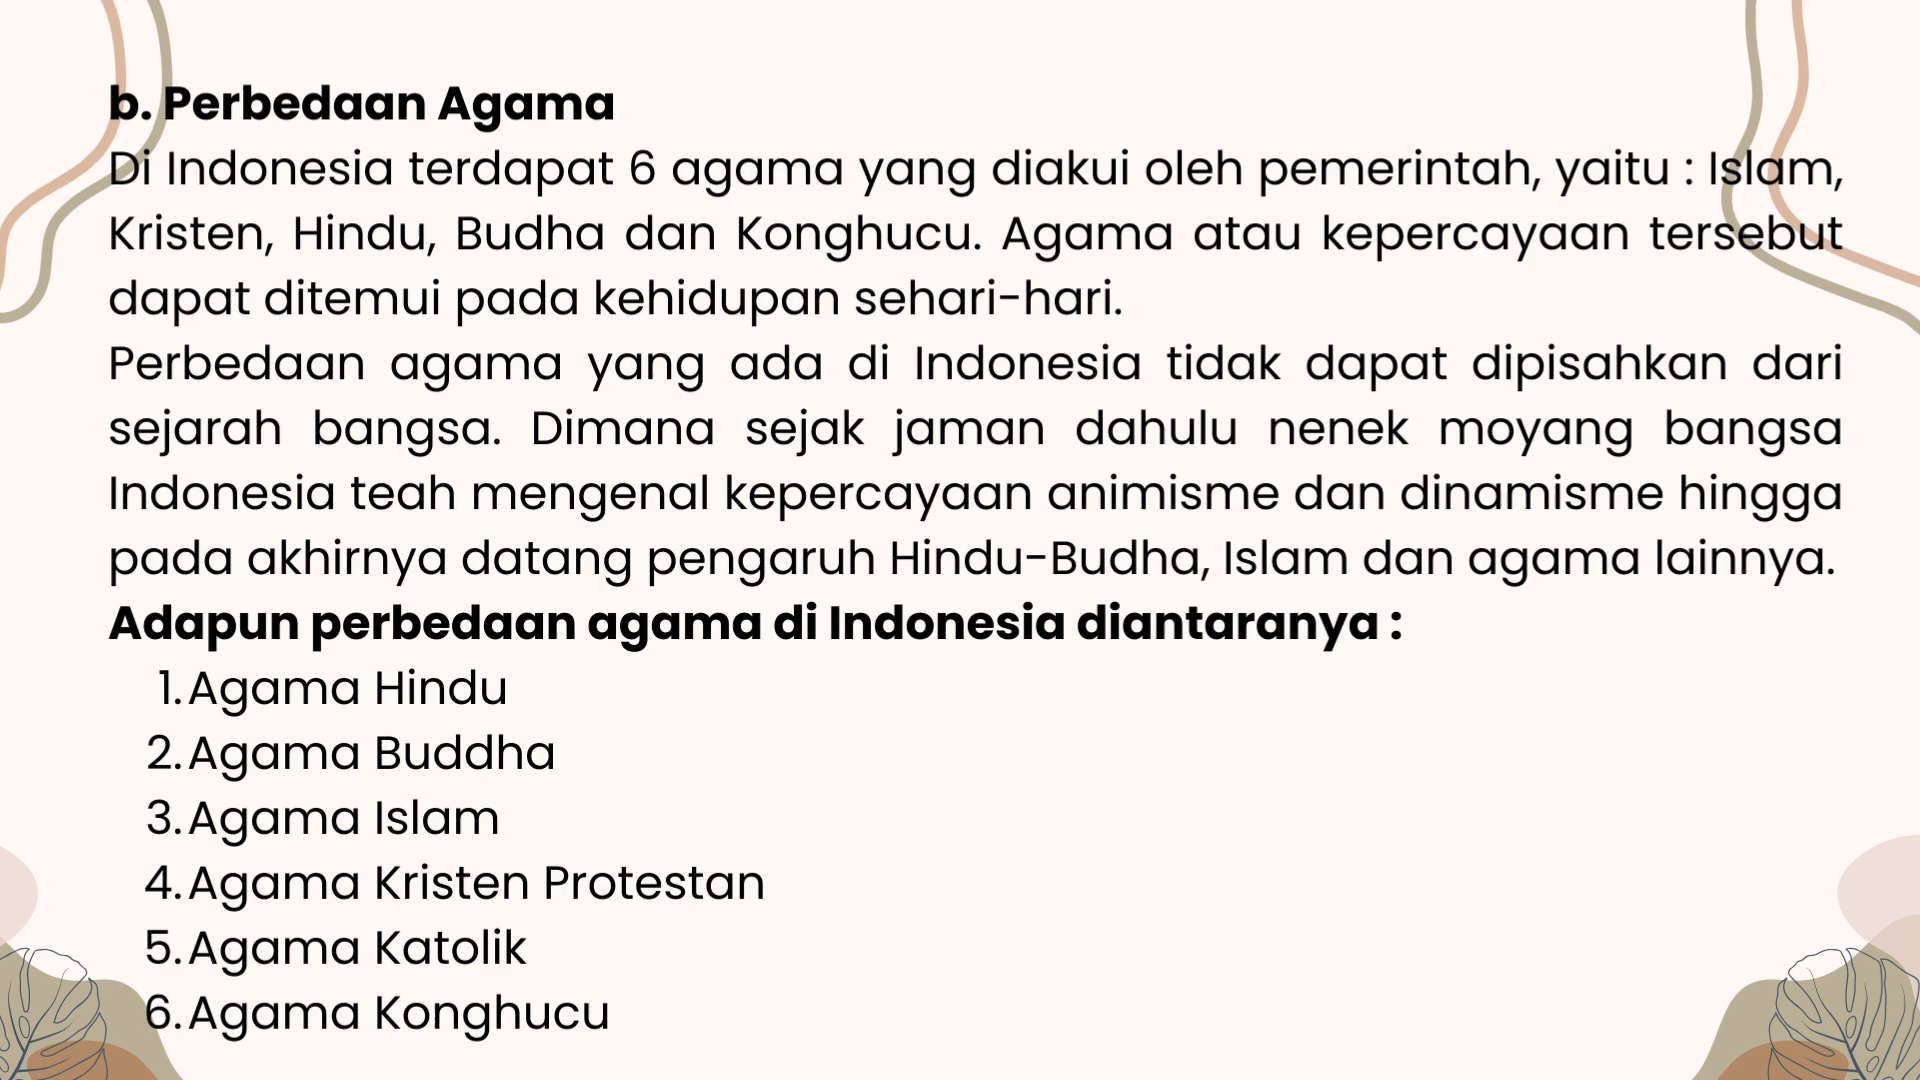 b. Perbedaan Agama
Di Indonesia terdapat 6 agama yang diakui oleh pemerintah, yaitu : Islam,
Kristen, Hindu, Budha dan Konghucu. Agama atau kepercayaan tersebut
dapat ditemui pada kehidupan sehari-hari.
Perbedaan agama yang ada di Indonesia tidak dapat dipisahkan dari
sejarah bangsa. Dimana sejak jaman dahulu nenek moyang bangsa
Indonesia teah mengenal kepercayaan animisme dan dinamisme hingga
pada akhirnya datang pengaruh Hindu-Budha, Islam dan agama lainnya.
Adapun perbedaan agama di Indonesia diantaranya :
1. Agama Hindu
2. Agama Buddha
3. Agama Islam
4. Agama Kristen Protestan
5. Agama Katolik
6. Agama Konghucu